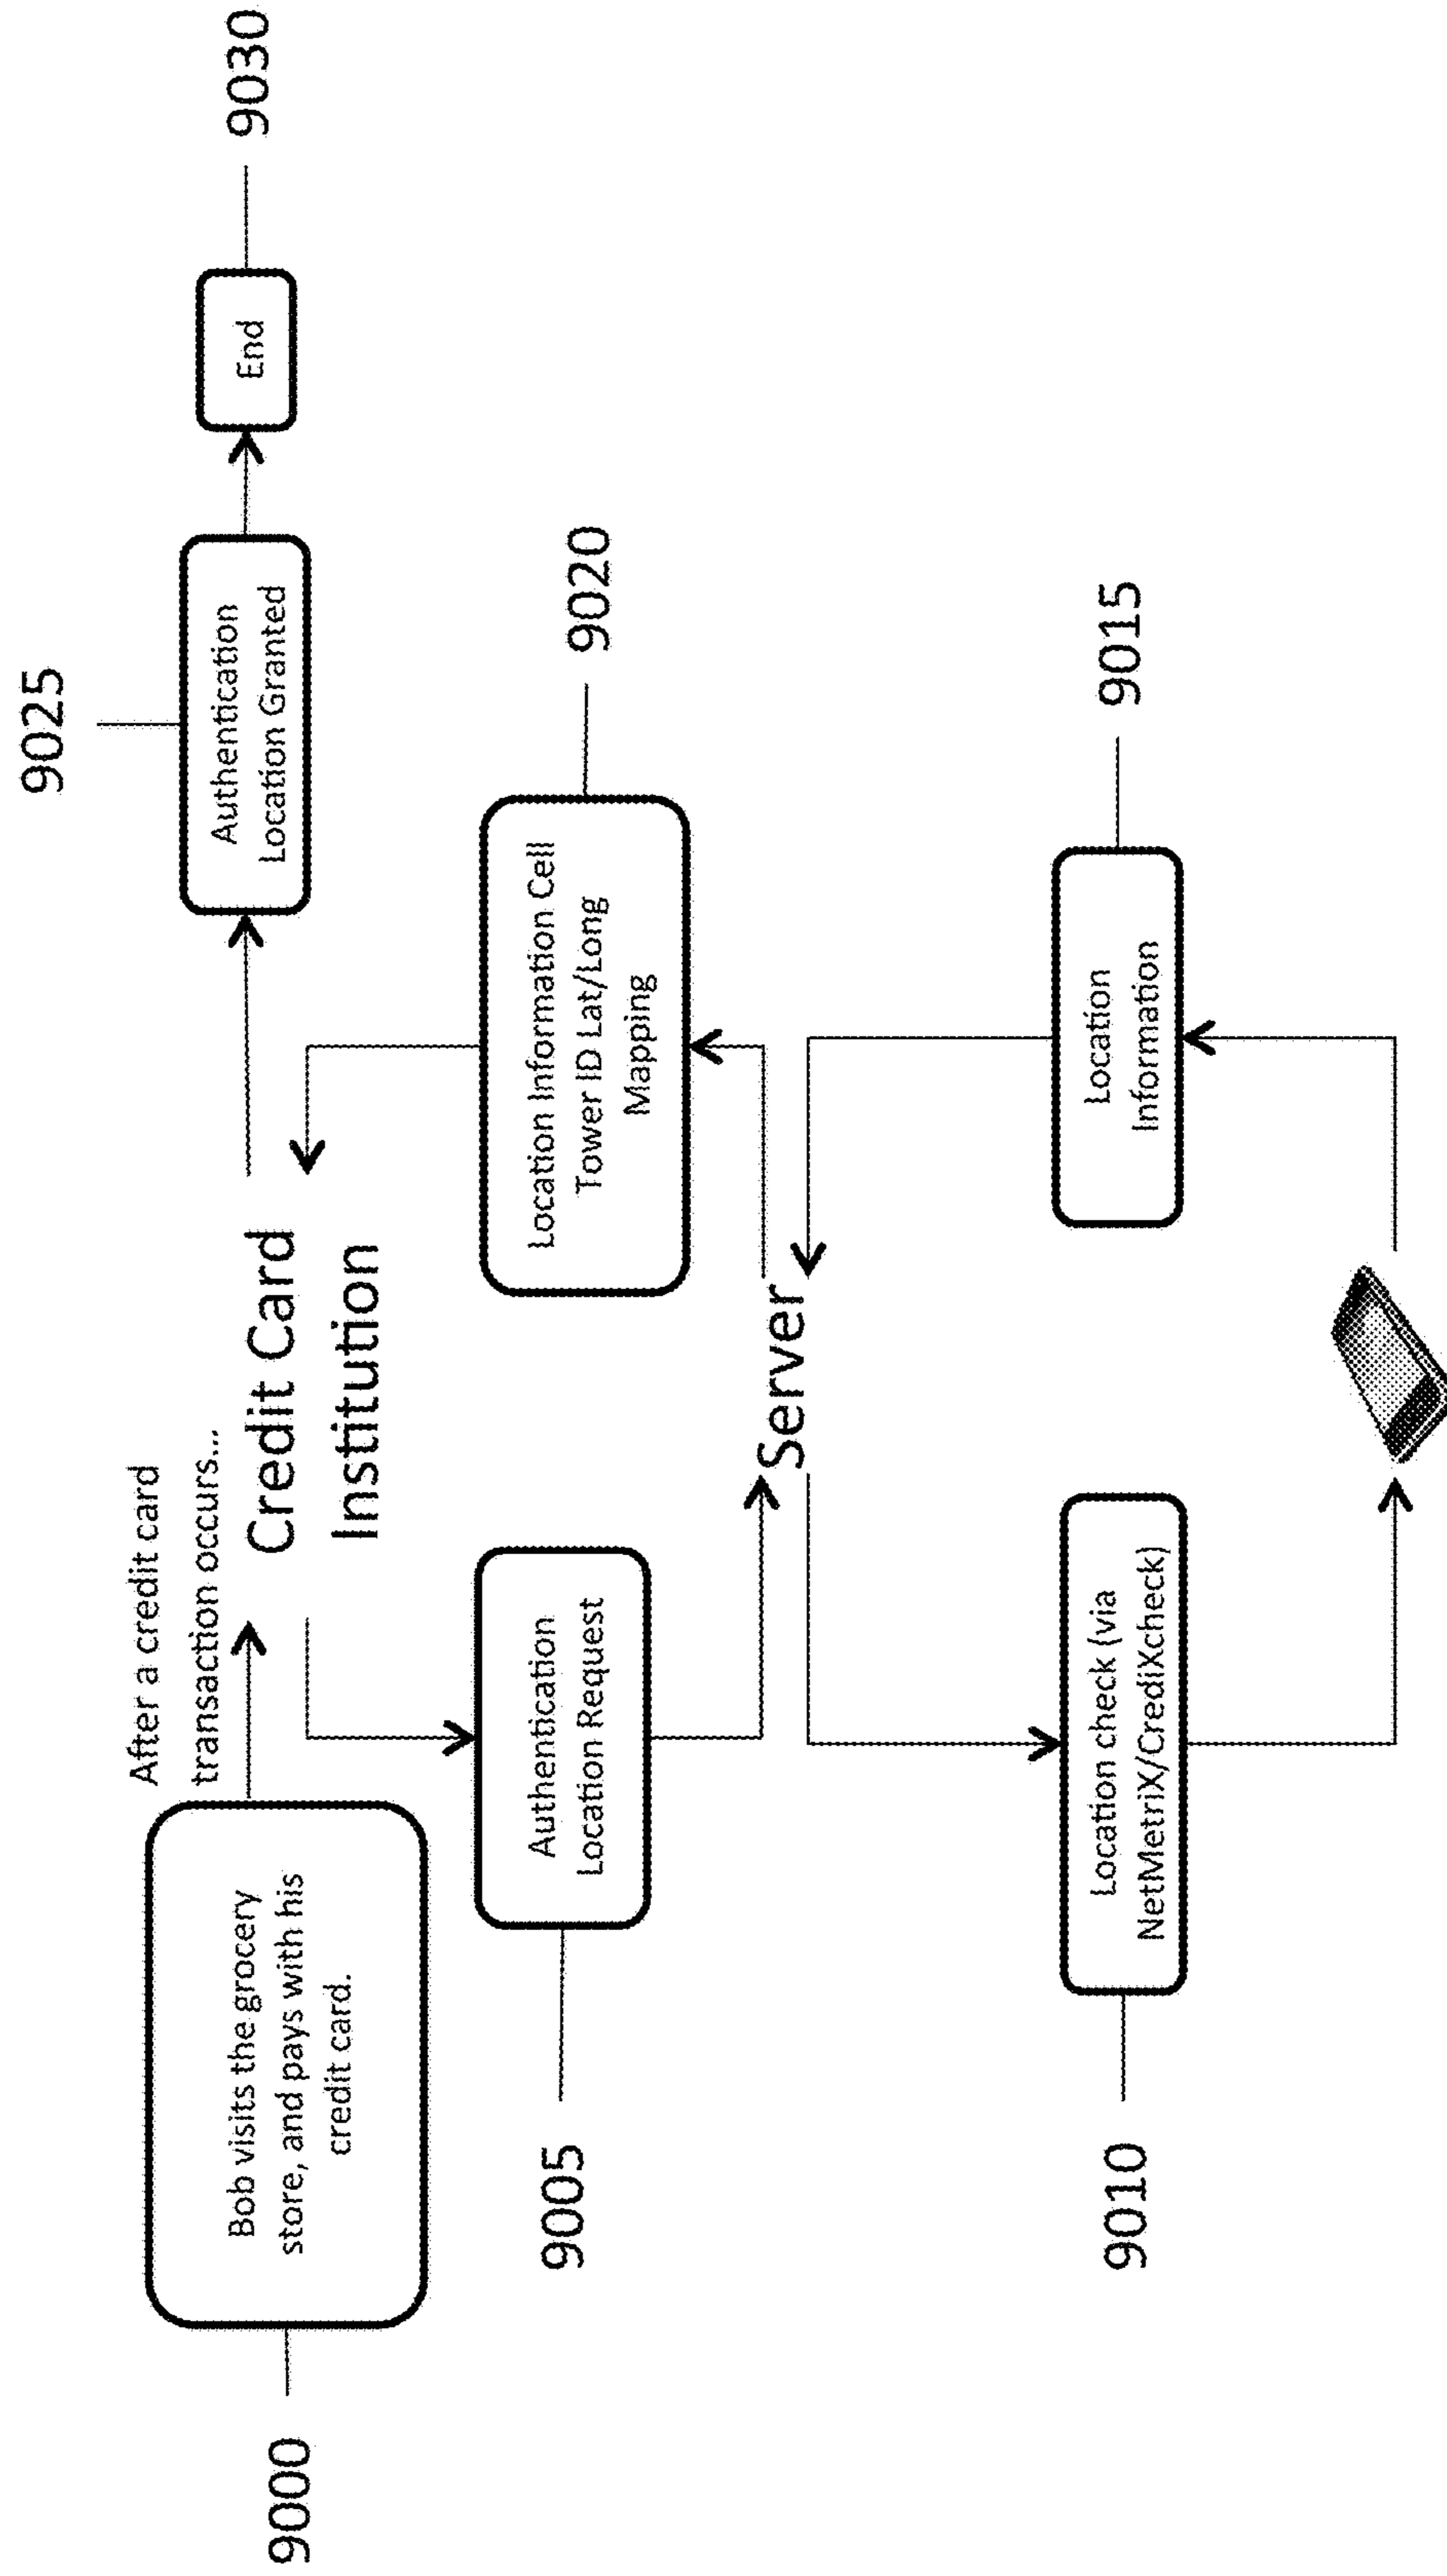 9000
Bob visits the grocery
store, and pays with his
credit card.
After a credit card
transaction occurs...
Credit Card
Institution
9025
Authentication
Location Granted
End
9030
9005
Authentication
Location Request
Location Information Cell
Tower ID Lat/Long
Mapping
9020
Server
9010
Location check (via
NetMetriX/CrediXcheck)
Location
Information
9015